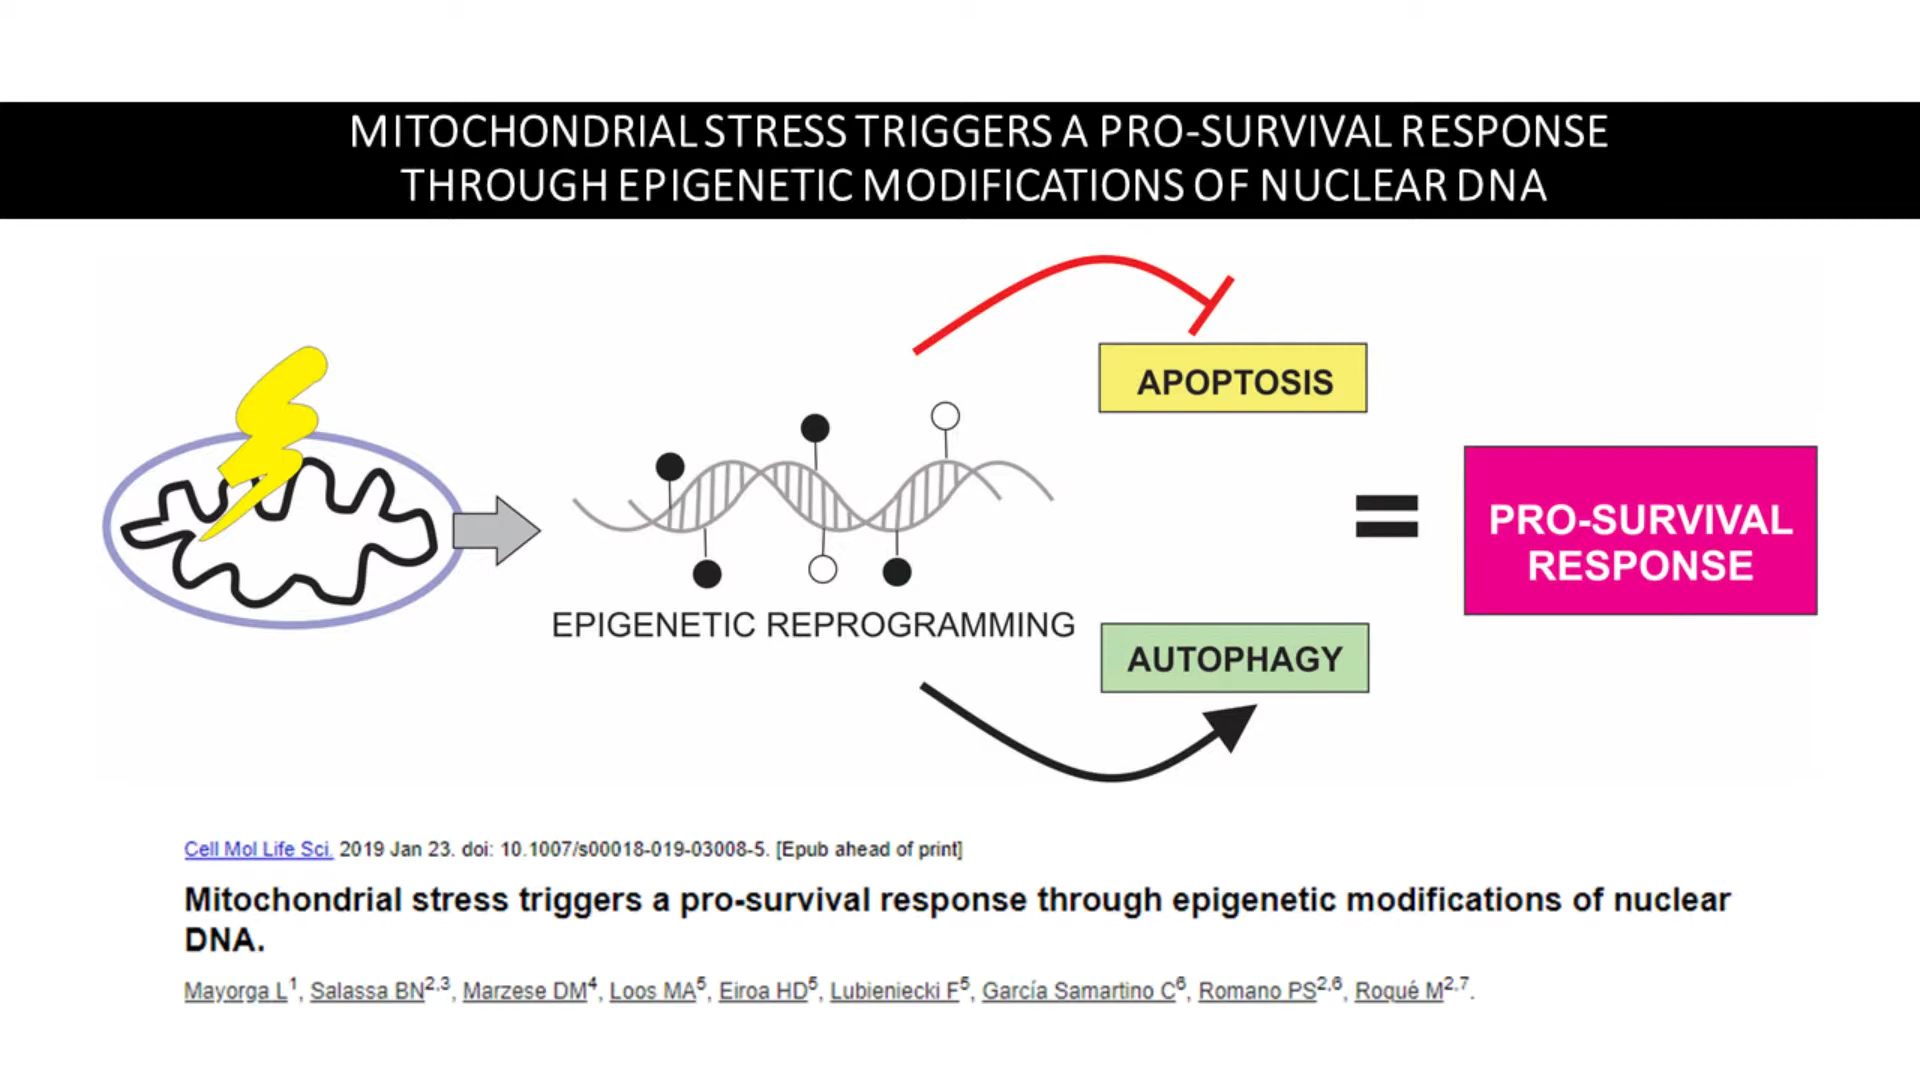 MITOCHONDRIAL STRESS TRIGGERS A PRO-SURVIVAL RESPONSE
THROUGH EPIGENETIC MODIFICATIONS OF NUCLEAR DNA
APOPTOSIS
=
PRO-SURVIVAL
RESPONSE
EPIGENETIC REPROGRAMMING
AUTOPHAGY
Cell Mol Life Sci. 2019 Jan 23. doi: 10.1007/s00018-019-03008-5. [Epub ahead of print]
Mitochondrial stress triggers a pro-survival response through epigenetic modifications of nuclear
DNA.
Mayorga L1, Salassa BN2,3, Marzese DM4, Loos MA5, Eiroa HD5, Lubieniecki F5, García Samartino C6, Romano PS2,6, Roqué M2,7.